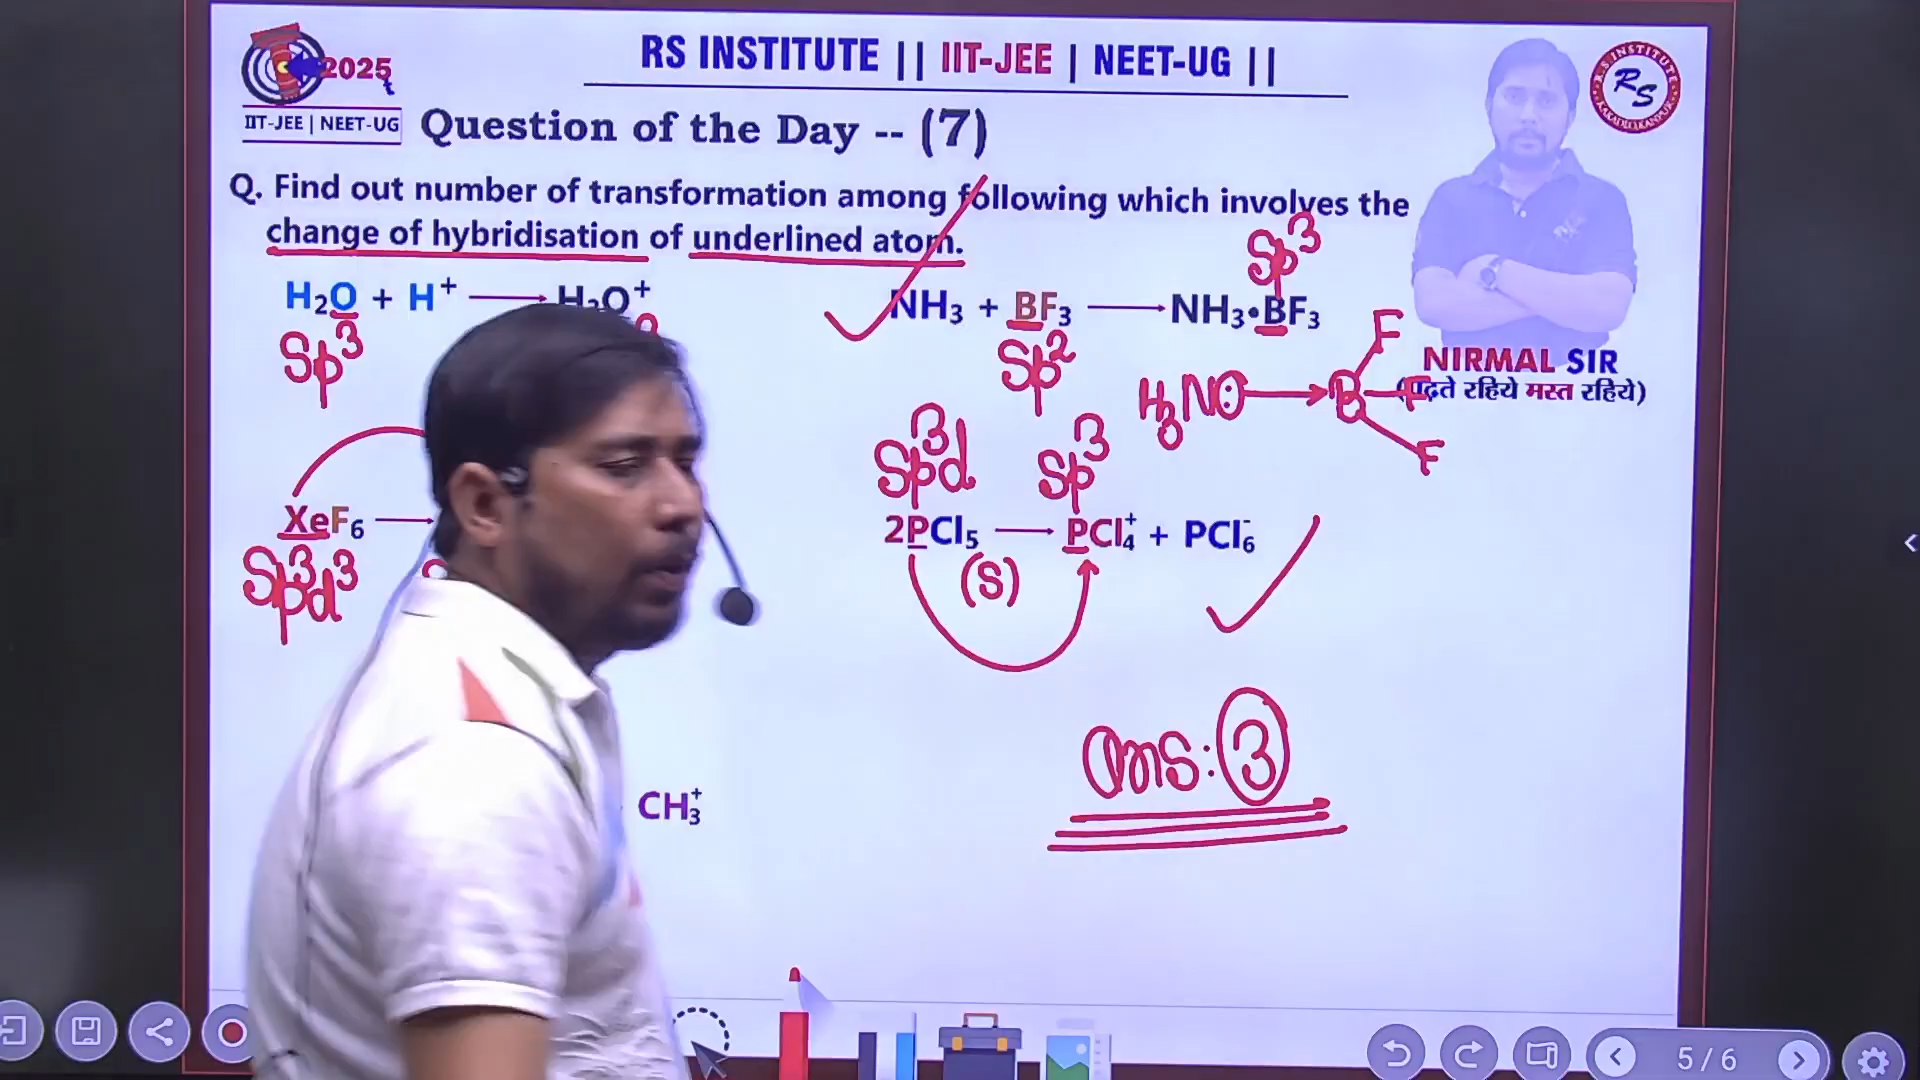 2025
IIT-JEE | NEET-UG
RS INSTITUTE || IIT-JEE | NEET-UG ||
R.S INSTITUTE
RS
Question of the Day -- (7)
Q. Find out number of transformation among following which involves the
change of hybridisation of underlined atom.
Sp³
H₂O + H⁺ ⟶ H₃O⁺
NH₃ + BF₃ ⟶ NH₃•BF₃
Sp³
Sp²
F
H₃N: ⟶ B F
F
NIRMAL SIR
रहिये मस्त रहिये)
Sp³d Sp³
XeF₆ ⟶
2PCl₅ ⟶ PCl₄⁺ + PCl₆⁻
Sp³d³
(S)
Ans: 3
CH₃⁺
5 / 6